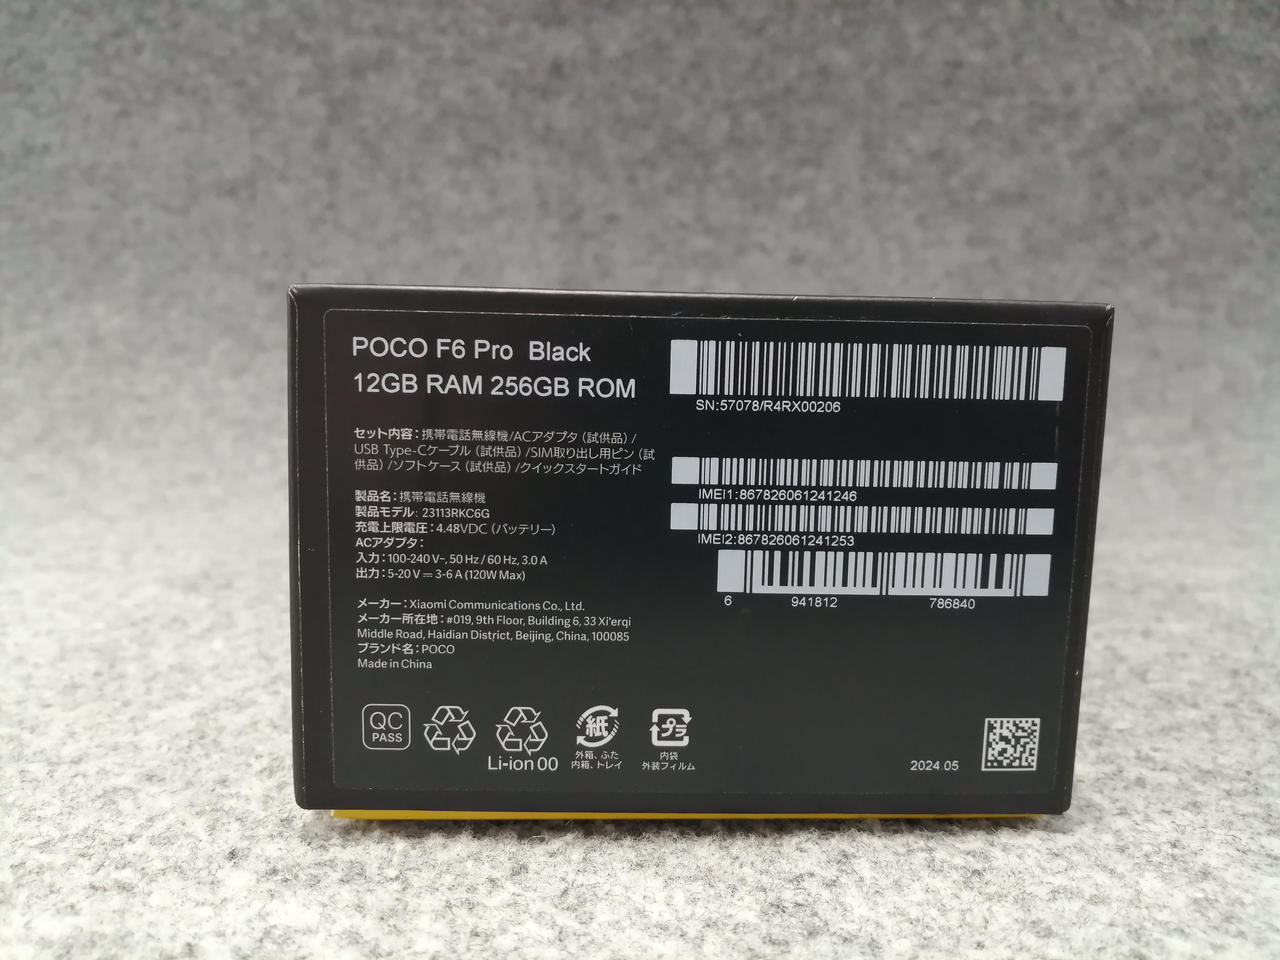 POCO F6 Pro Black
12GB RAM 256GB ROM
セット内容：携帯電話無線機/ACアダプタ（試供品）/
USB Type-Cケーブル（試供品）/SIM取り出し用ピン（試
供品）/ソフトケース（試供品）/クイックスタートガイド
製品名：携帯電話無線機
製品モデル: 23113RKC6G
充電上限電圧：4.48VDC（バッテリー）
ACアダプタ：
入力：100-240 V~, 50 Hz / 60 Hz, 3.0 A
出力：5-20 V ⎓ 3-6 A (120W Max)
メーカー：Xiaomi Communications Co., Ltd.
メーカー所在地：#019, 9th Floor, Building 6, 33 Xi'erqi
Middle Road, Haidian District, Beijing, China, 100085
ブランド名：POCO
Made in China
SN:57078/R4RX00206
IMEI1:867826061241246
IMEI2:867826061241253
6 941812 786840
QC
PASS
Li-ion 00
紙
外箱、ふた
内箱、トレイ
プラ
内袋
外装フィルム
2024.05